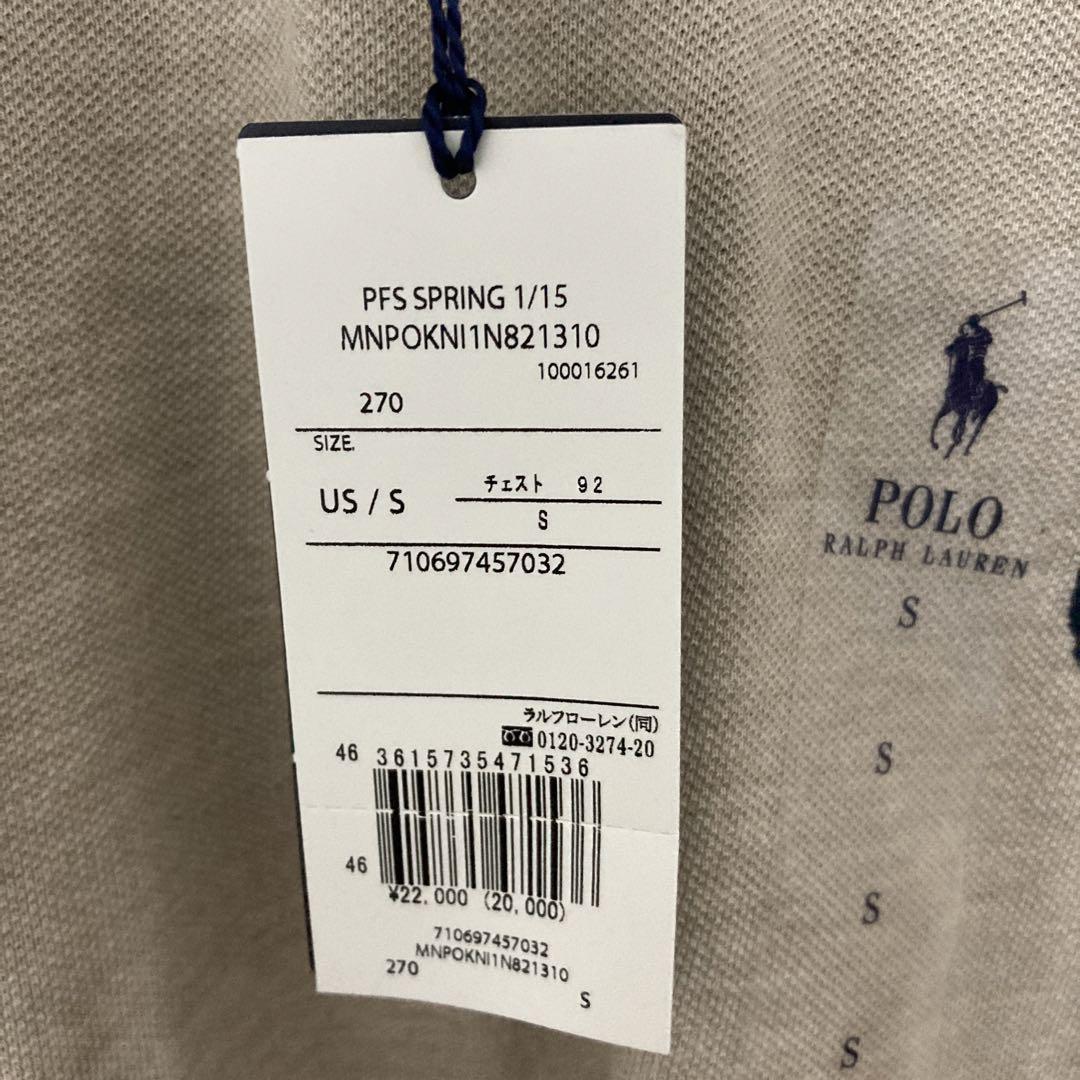 PFS SPRING 1/15
MNPOKNI1N821310
100016261
270
SIZE.
US / S
チェスト 92
S
710697457032
ラルフローレン(同)
0120-3274-20
46 3615735471536
46
¥22,000 (20,000)
710697457032
MNPOKNI1N821310
270
S
POLO
RALPH LAUREN
S
S
S
S